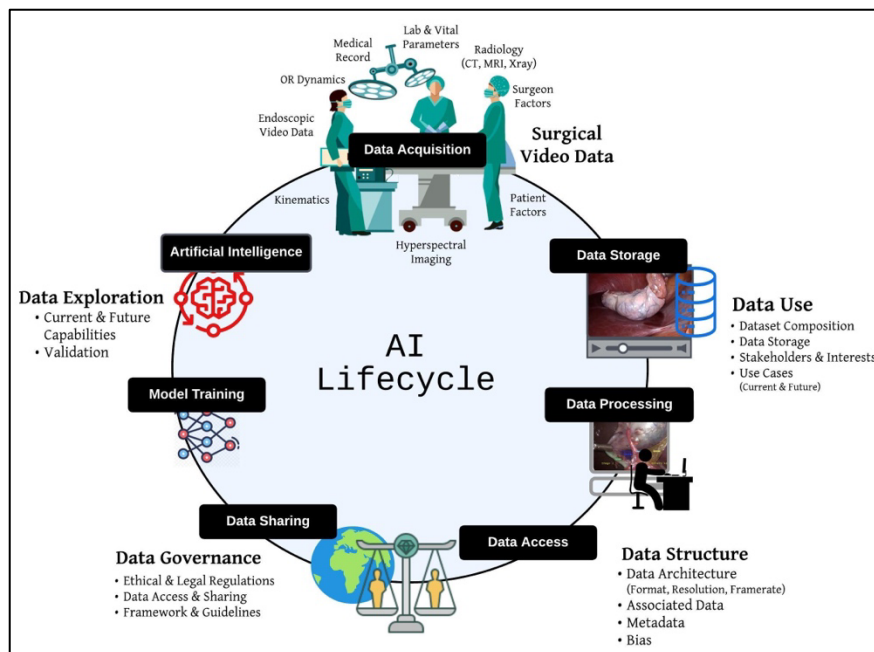 Lab & Vital
Parameters
Medical
Record
Radiology
(CT, MRI, Xray)
OR Dynamics
Surgeon
Factors
Endoscopic
Video Data
Data Acquisition
Surgical
Video Data
Kinematics
Patient
Factors
Hyperspectral
Imaging
Artificial Intelligence
Data Storage
Data Exploration
• Current & Future
Capabilities
• Validation
Data Use
• Dataset Composition
• Data Storage
• Stakeholders & Interests
• Use Cases
(Current & Future)
AI
Lifecycle
Model Training
Data Processing
Data Sharing
Data Access
Data Governance
• Ethical & Legal Regulations
• Data Access & Sharing
• Framework & Guidelines
Data Structure
• Data Architecture
(Format, Resolution, Framerate)
• Associated Data
• Metadata
• Bias